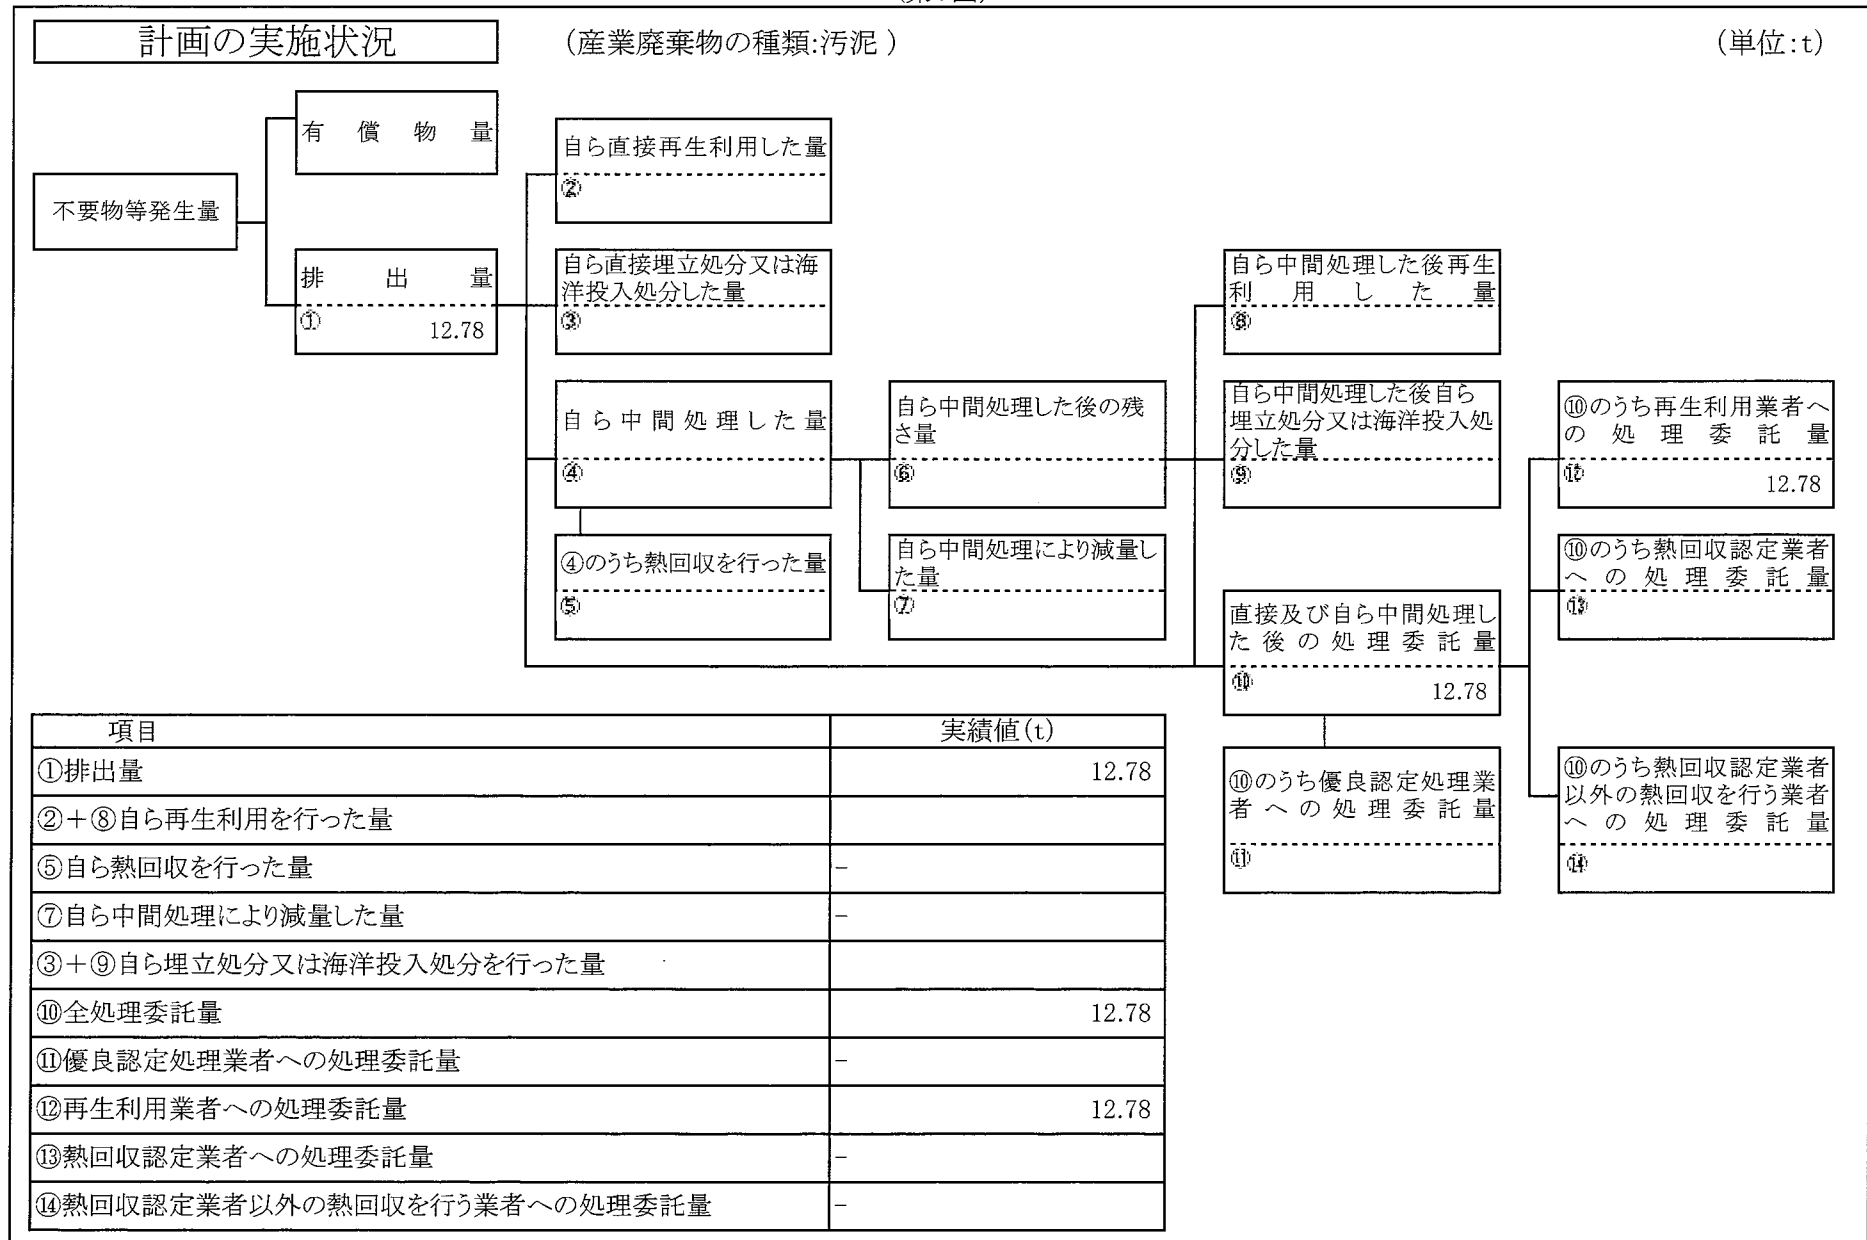 計画の実施状況
(産業廃棄物の種類:汚泥 )
(単位:t)
不要物等発生量
有償物量
排出量
①
12.78
自ら直接再生利用した量
②
自ら直接埋立処分又は海
洋投入処分した量
③
自ら中間処理した量
④
④のうち熱回収を行った量
⑤
自ら中間処理した後の残
さ量
⑥
自ら中間処理により減量し
た量
⑦
自ら中間処理した後再生
利用した量
⑧
自ら中間処理した後自ら
埋立処分又は海洋投入処
分した量
⑨
直接及び自ら中間処理し
た後の処理委託量
⑩
12.78
⑩のうち優良認定処理業
者への処理委託量
⑪
⑩のうち再生利用業者へ
の処理委託量
⑫
12.78
⑩のうち熱回収認定業者
への処理委託量
⑬
⑩のうち熱回収認定業者
以外の熱回収を行う業者
への処理委託量
⑭
項目 実績値(t)
①排出量 12.78
②+⑧自ら再生利用を行った量
⑤自ら熱回収を行った量 -
⑦自ら中間処理により減量した量 -
③+⑨自ら埋立処分又は海洋投入処分を行った量
⑩全処理委託量 12.78
⑪優良認定処理業者への処理委託量 -
⑫再生利用業者への処理委託量 12.78
⑬熱回収認定業者への処理委託量 -
⑭熱回収認定業者以外の熱回収を行う業者への処理委託量 -